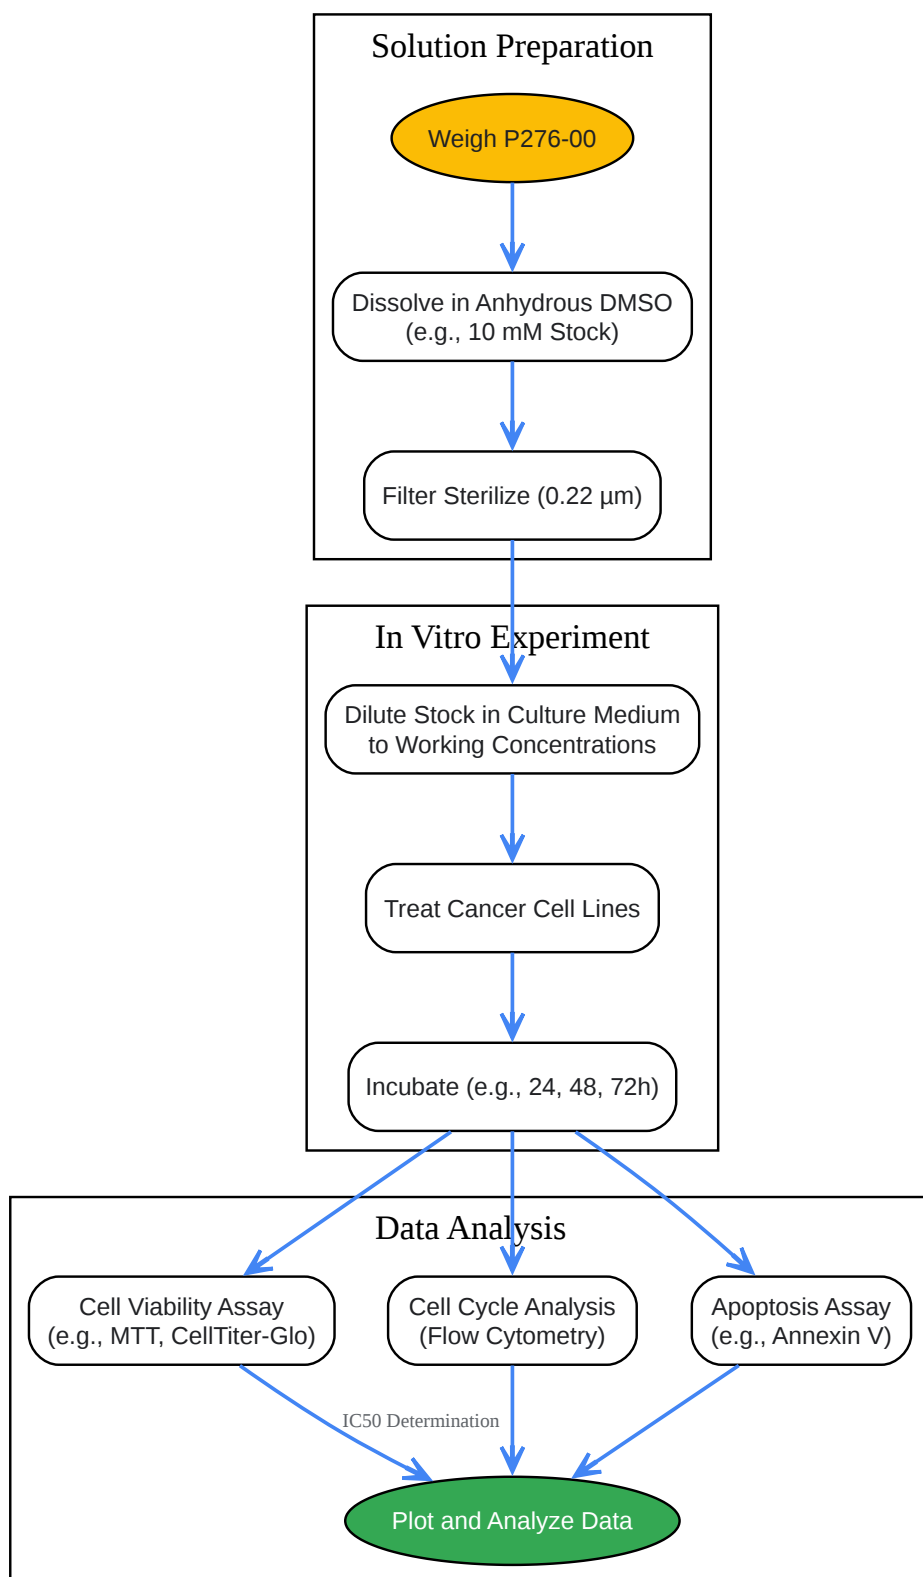 Solution Preparation
Weigh P276-00
Dissolve in Anhydrous DMSO
(e.g., 10 mM Stock)
Filter Sterilize (0.22 µm)
In Vitro Experiment
Dilute Stock in Culture Medium
to Working Concentrations
Treat Cancer Cell Lines
Incubate (e.g., 24, 48, 72h)
Data Analysis
Cell Viability Assay
(e.g., MTT, CellTiter-Glo)
Cell Cycle Analysis
(Flow Cytometry)
Apoptosis Assay
(e.g., Annexin V)
IC50 Determination
Plot and Analyze Data